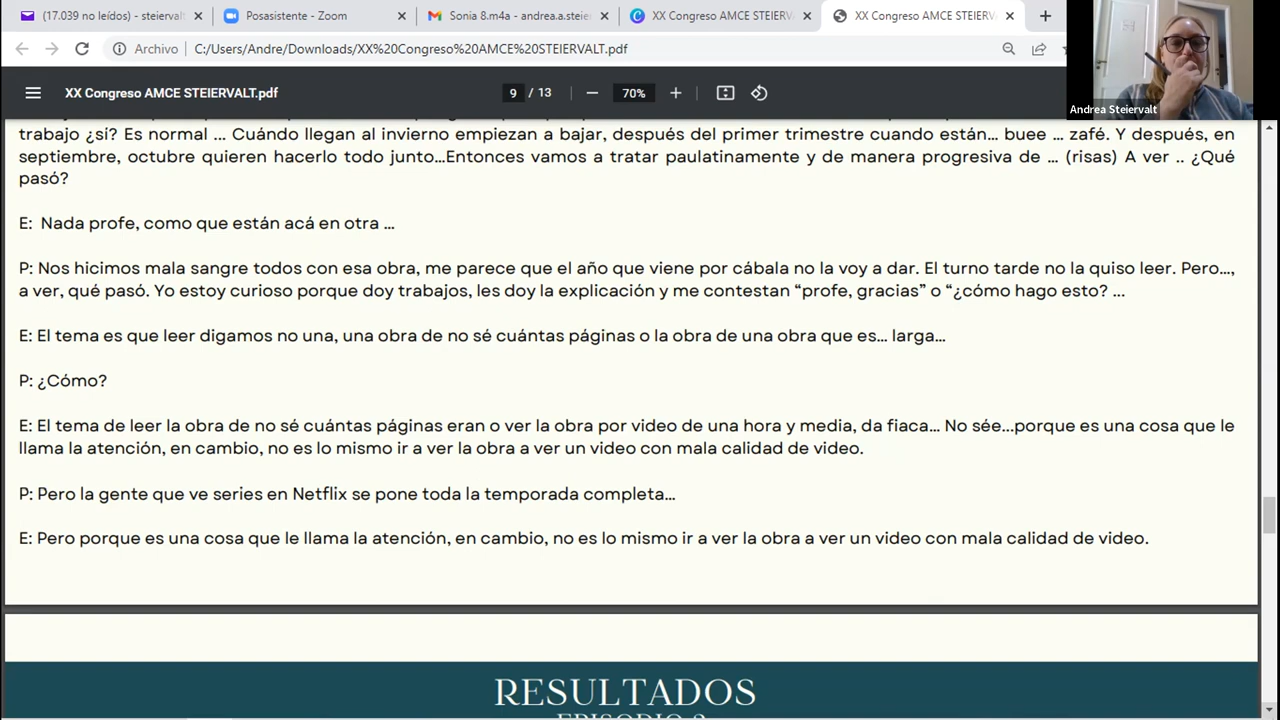 (17.039 no leídos) - steierval
Posasistente - Zoom
Sonia 8.m4a - andrea.a.steie
XX Congreso AMCE STEIERVAL
XX Congreso AMCE STEIERV
Archivo
C:/Users/Andre/Downloads/XX%20Congreso%20AMCE%20STEIERVALT.pdf
XX Congreso AMCE STEIERVALT.pdf
9 / 13
70%
Andrea Steiervalt
trabajo ¿sí? Es normal ... Cuándo llegan al invierno empiezan a bajar, después del primer trimestre cuando están... buee ... zafé. Y después, en
septiembre, octubre quieren hacerlo todo junto...Entonces vamos a tratar paulatinamente y de manera progresiva de ... (risas) A ver .. ¿Qué
pasó?
E: Nada profe, como que están acá en otra ...
P: Nos hicimos mala sangre todos con esa obra, me parece que el año que viene por cábala no la voy a dar. El turno tarde no la quiso leer. Pero...,
a ver, qué pasó. Yo estoy curioso porque doy trabajos, les doy la explicación y me contestan “profe, gracias” o “¿cómo hago esto? ...
E: El tema es que leer digamos no una, una obra de no sé cuántas páginas o la obra de una obra que es... larga...
P: ¿Cómo?
E: El tema de leer la obra de no sé cuántas páginas eran o ver la obra por video de una hora y media, da fiaca... No sée...porque es una cosa que le
llama la atención, en cambio, no es lo mismo ir a ver la obra a ver un video con mala calidad de video.
P: Pero la gente que ve series en Netflix se pone toda la temporada completa...
E: Pero porque es una cosa que le llama la atención, en cambio, no es lo mismo ir a ver la obra a ver un video con mala calidad de video.
RESULTADOS